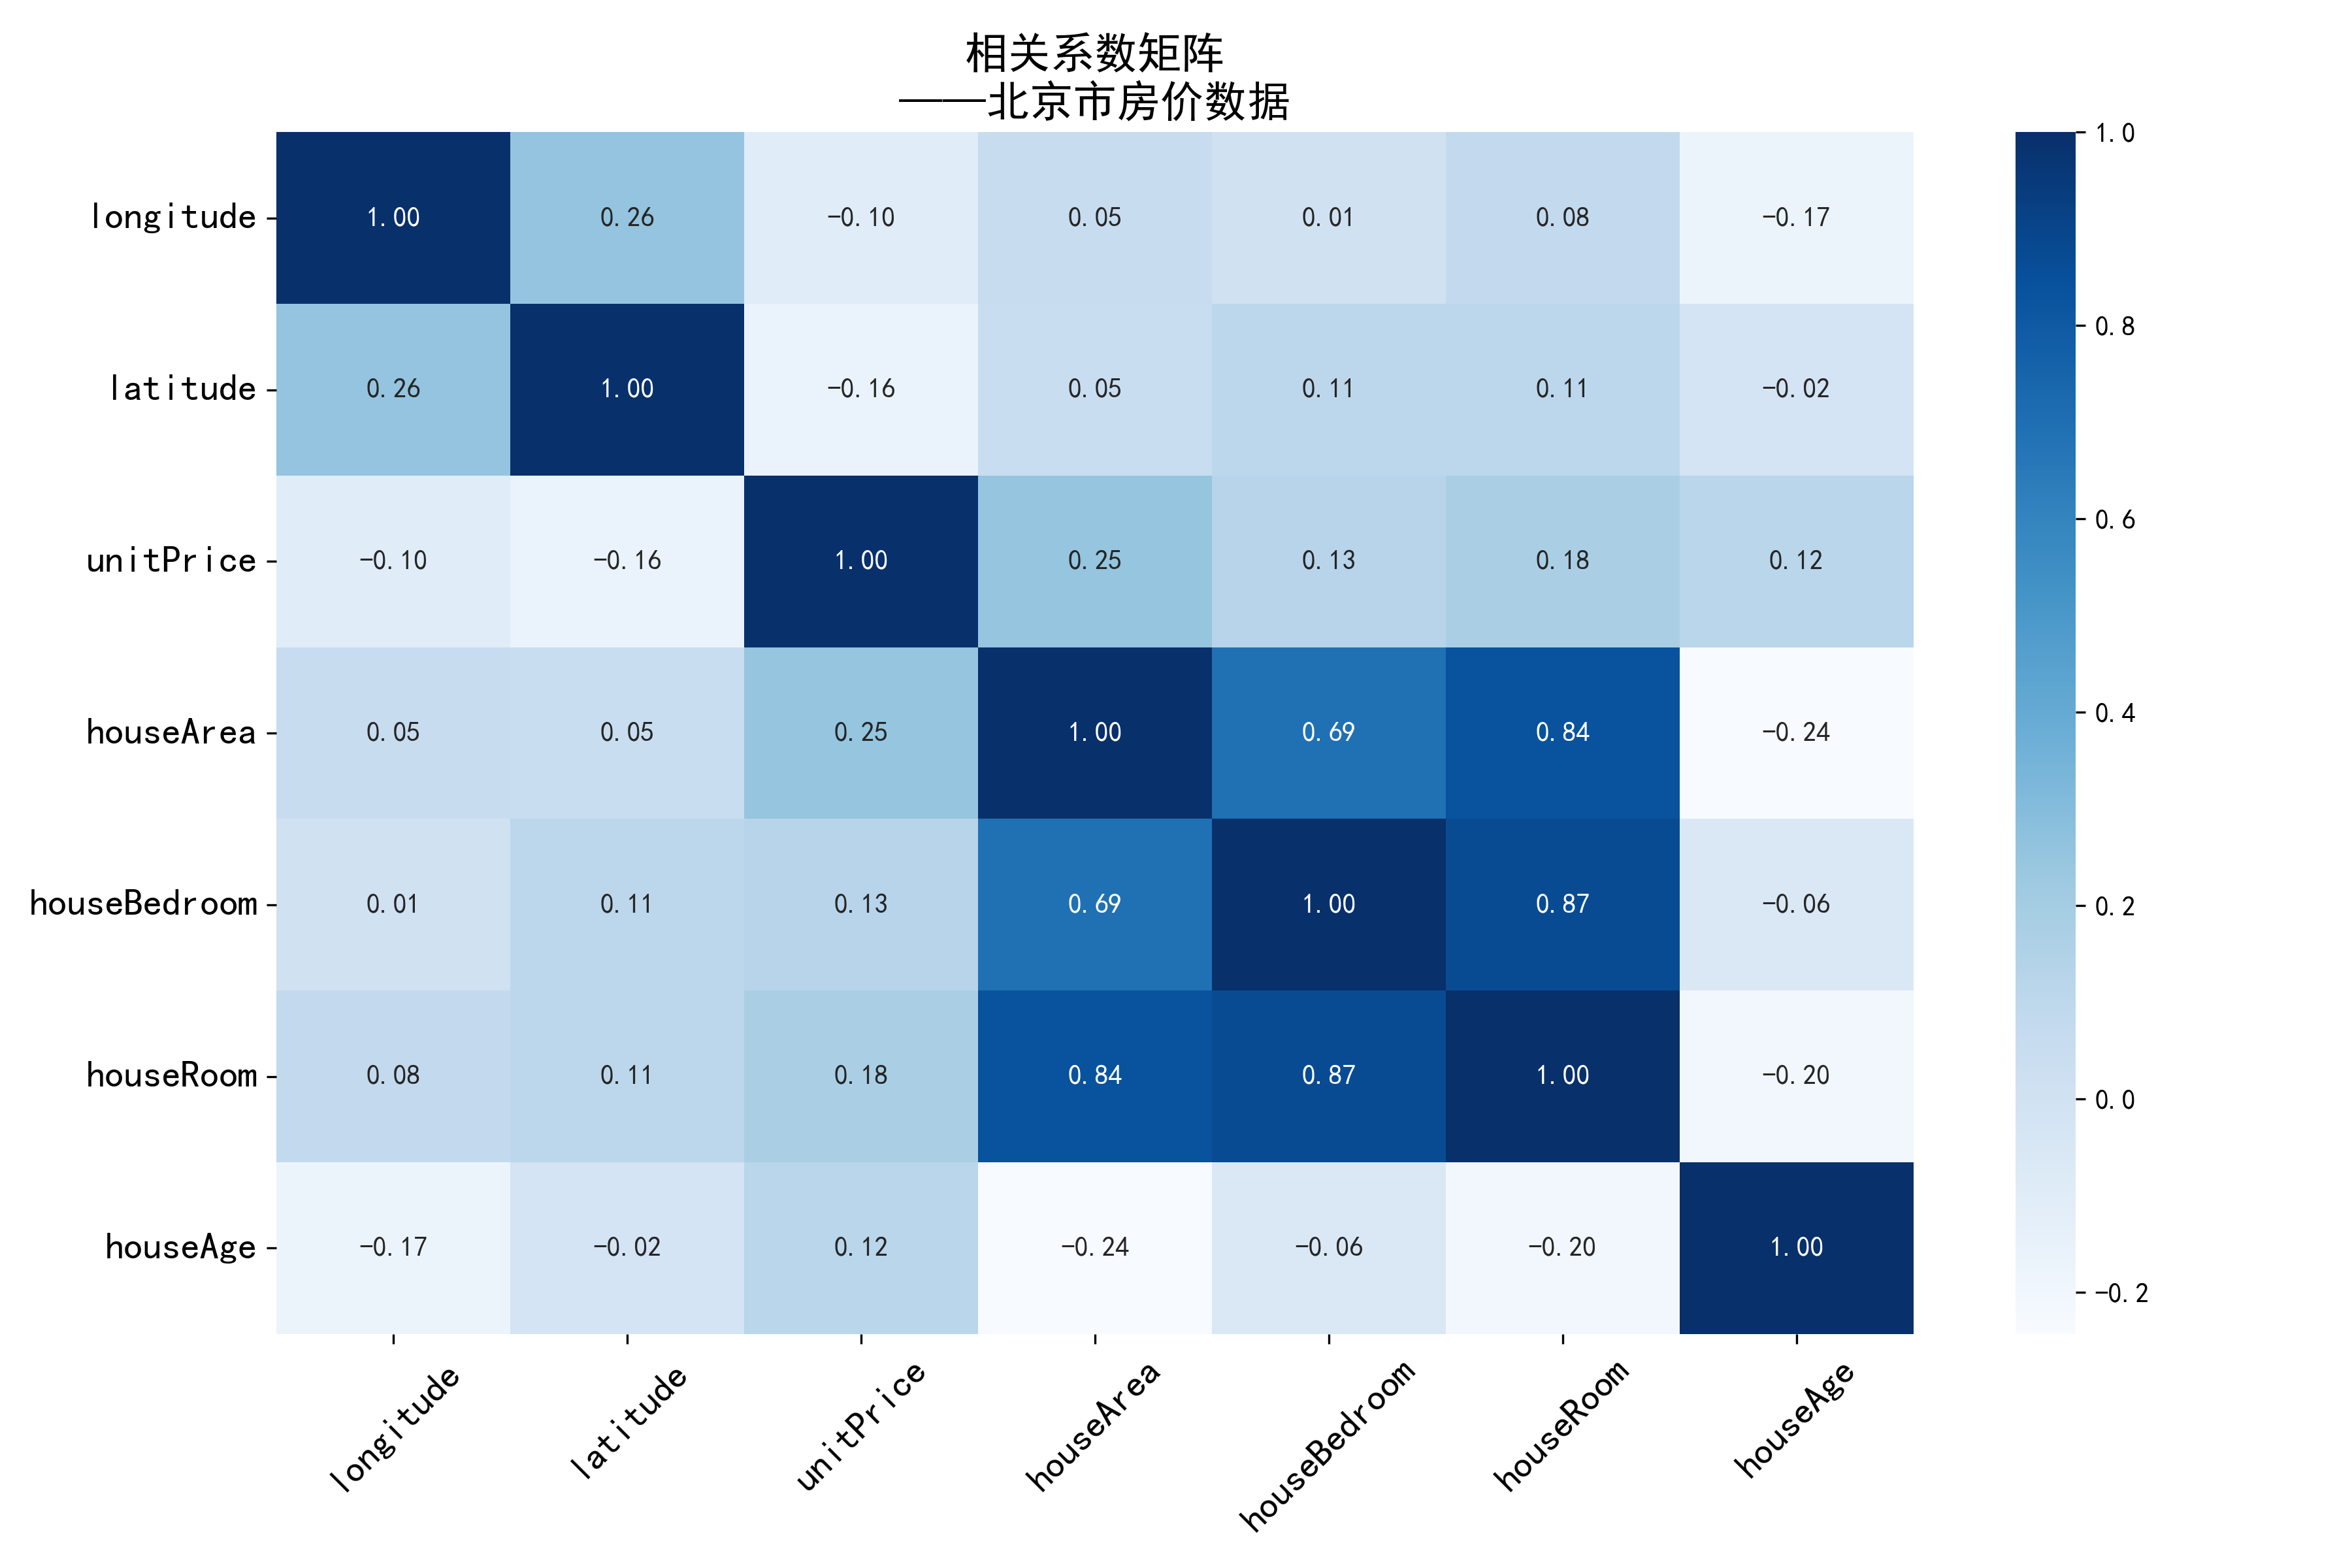 相关系数矩阵
——北京市房价数据
longitude 1.00 0.26 -0.10 0.05 0.01 0.08 -0.17
latitude 0.26 1.00 -0.16 0.05 0.11 0.11 -0.02
unitPrice -0.10 -0.16 1.00 0.25 0.13 0.18 0.12
houseArea 0.05 0.05 0.25 1.00 0.69 0.84 -0.24
houseBedroom 0.01 0.11 0.13 0.69 1.00 0.87 -0.06
houseRoom 0.08 0.11 0.18 0.84 0.87 1.00 -0.20
houseAge -0.17 -0.02 0.12 -0.24 -0.06 -0.20 1.00
longitude latitude unitPrice houseArea houseBedroom houseRoom houseAge
1.0
0.8
0.6
0.4
0.2
0.0
-0.2